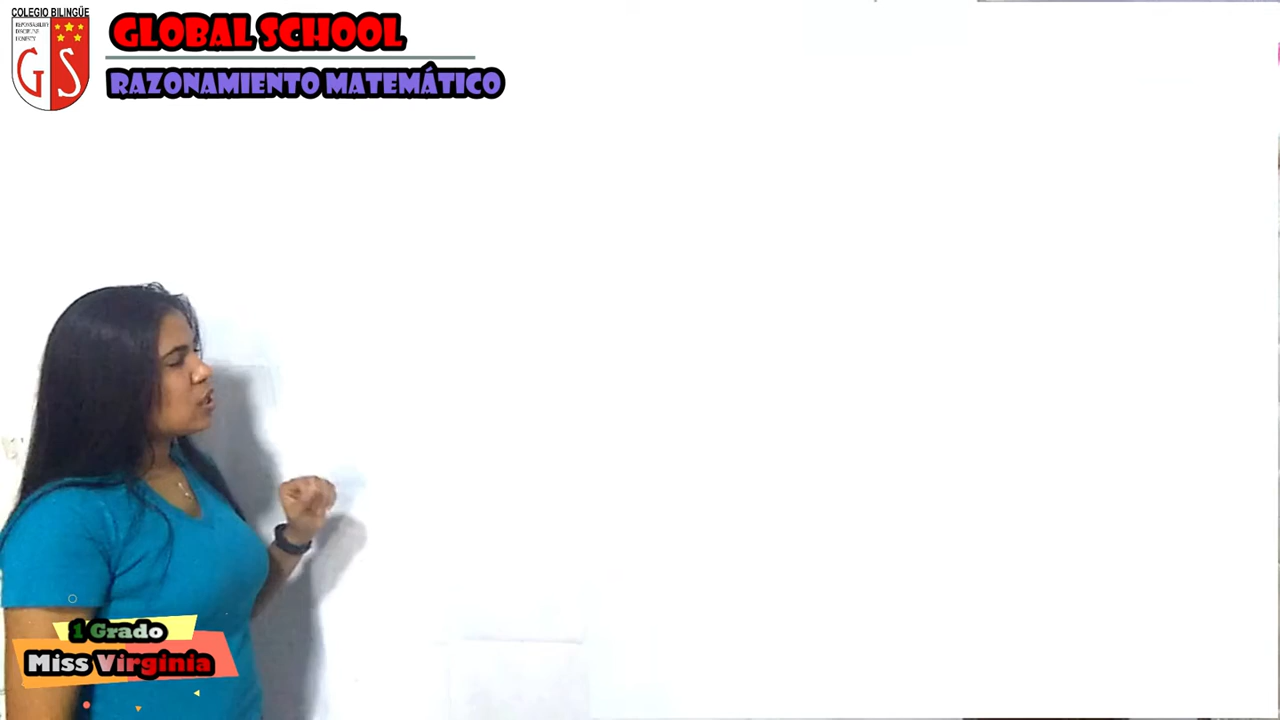 COLEGIO BILINGÜE
GS
GLOBAL SCHOOL
RAZONAMIENTO MATEMÁTICO
1 Grado
Miss Virginia